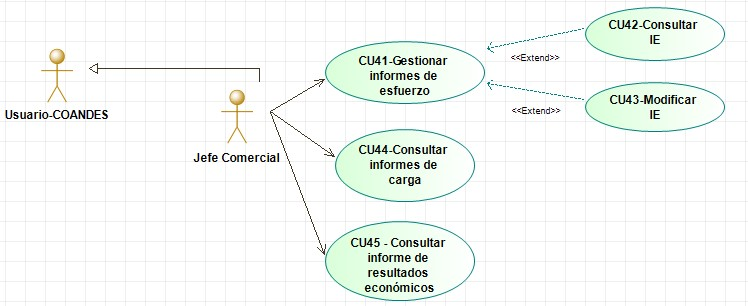 CU42-Consultar
IE
<<Extend>>
CU41-Gestionar
informes de
esfuerzo
CU43-Modificar
IE
<<Extend>>
Usuario-COANDES
Jefe Comercial
CU44-Consultar
informes de
carga
CU45 - Consultar
informe de
resultados
económicos